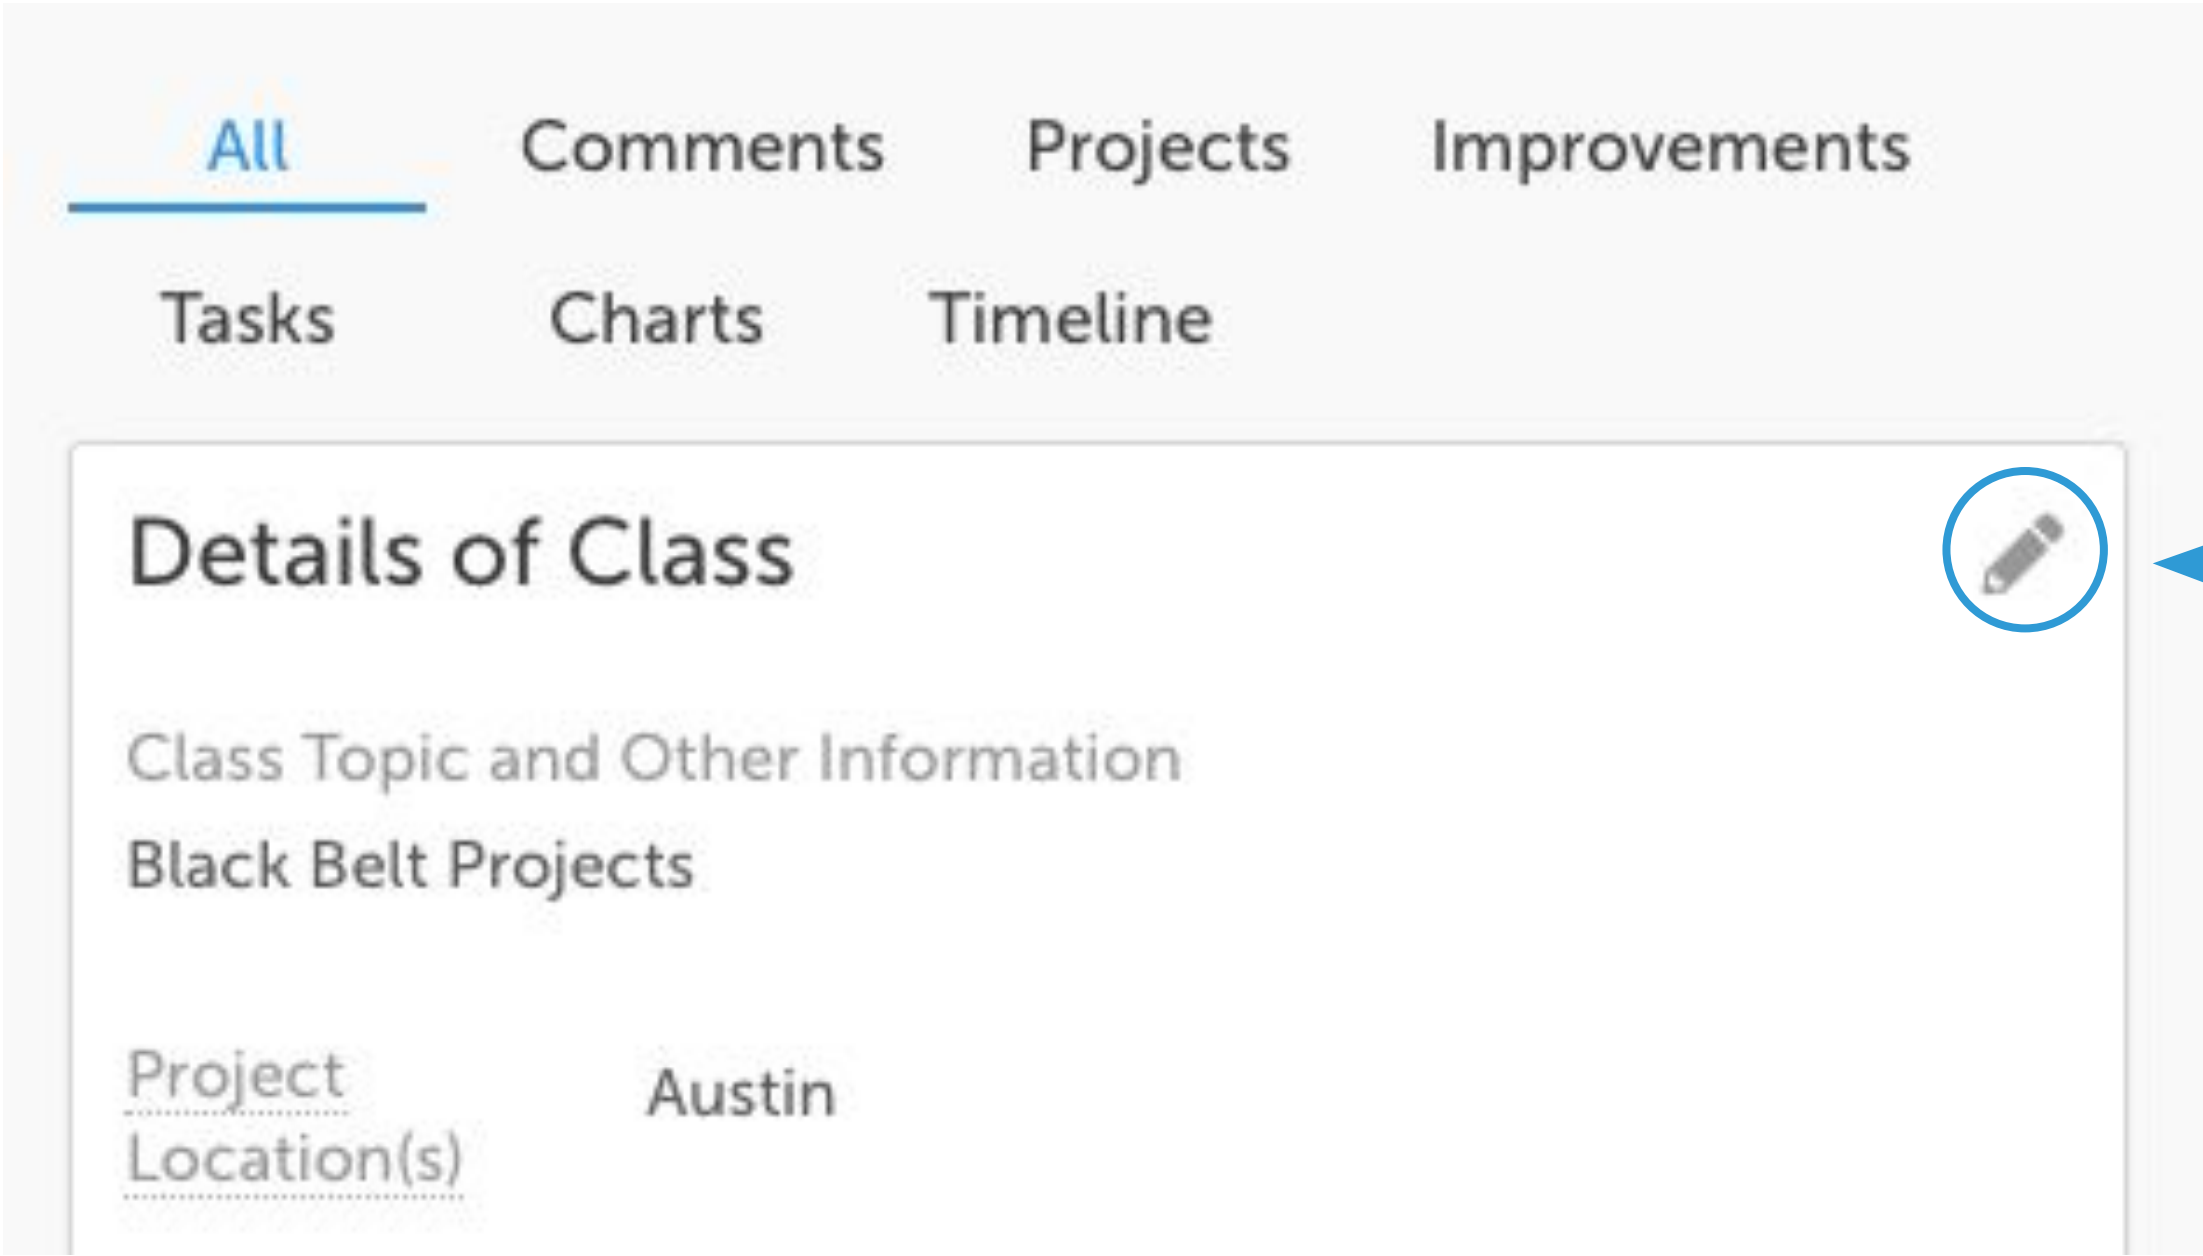 All Comments Projects Improvements
Tasks Charts Timeline
Details of Class
Class Topic and Other Information
Black Belt Projects
Project
Location(s)
Austin